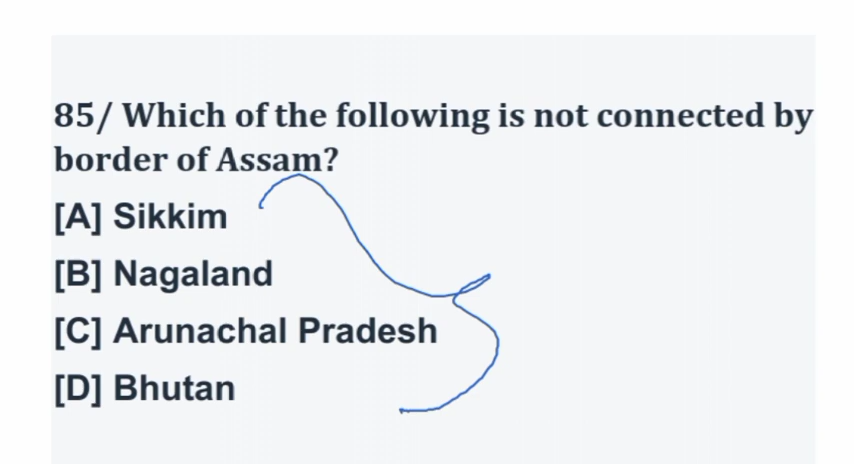 85/ Which of the following is not connected by
border of Assam?
[A] Sikkim
[B] Nagaland
[C] Arunachal Pradesh
[D] Bhutan